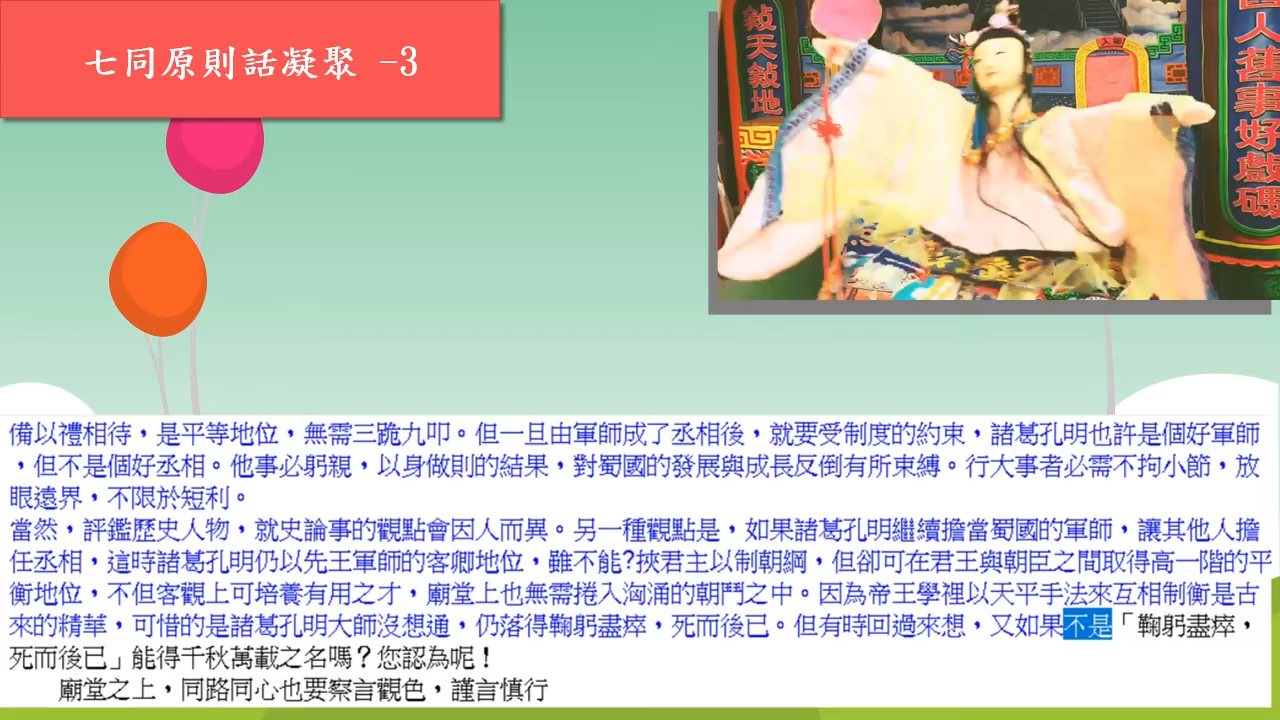 七同原則話凝聚 -3
敲天敲地
入相
古人舊事好戲碼
備以禮相待，是平等地位，無需三跪九叩。但一旦由軍師成了丞相後，就要受制度的約束，諸葛孔明也許是個好軍師
，但不是個好丞相。他事必躬親，以身做則的結果，對蜀國的發展與成長反倒有所束縛。行大事者必需不拘小節，放
眼遠界，不限於短利。
當然，評鑑歷史人物，就史論事的觀點會因人而異。另一種觀點是，如果諸葛孔明繼續擔當蜀國的軍師，讓其他人擔
任丞相，這時諸葛孔明仍以先王軍師的客卿地位，雖不能?挾君主以制朝綱，但卻可在君王與朝臣之間取得高一階的平
衡地位，不但客觀上可培養有用之才，廟堂上也無需捲入洶涌的朝鬥之中。因為帝王學裡以天平手法來互相制衡是古
來的精華，可惜的是諸葛孔明大師沒想通，仍落得鞠躬盡瘁，死而後已。但有時回過來想，又如果不是「鞠躬盡瘁，
死而後已」能得千秋萬載之名嗎？您認為呢！
廟堂之上，同路同心也要察言觀色，謹言慎行